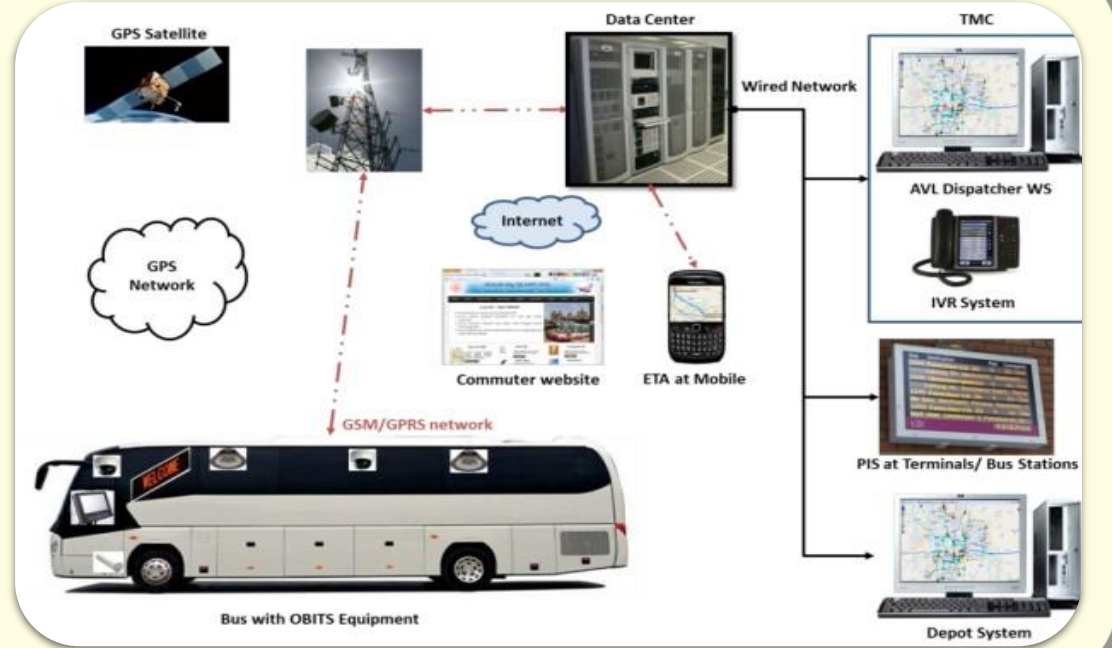 GPS Satellite
Data Center
TMC
Wired Network
AVL Dispatcher WS
Internet
GPS
Network
IVR System
Commuter website
ETA at Mobile
GSM/GPRS network
WELCOME
PIS at Terminals/ Bus Stations
Bus with OBITS Equipment
Depot System